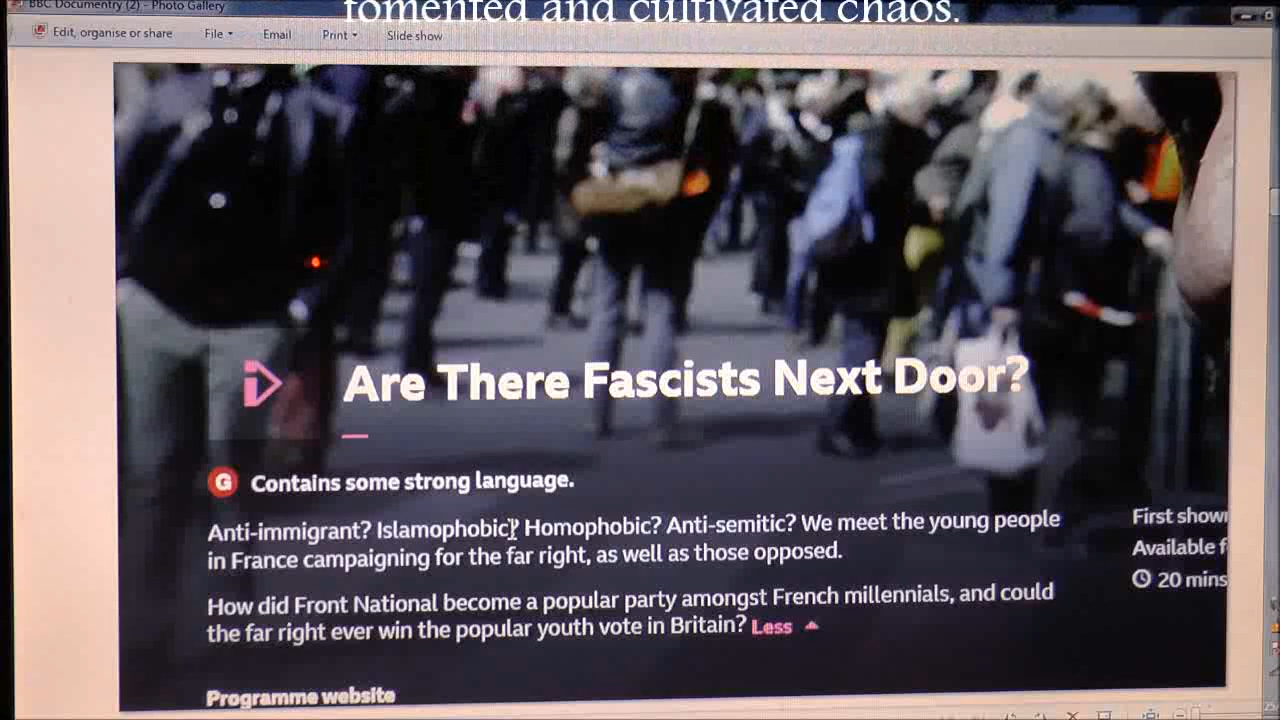 fomented and cultivated chaos.
BBC Documentry (2) - Photo Gallery
Edit, organise or share File Email Print Slide show
Are There Fascists Next Door?
G Contains some strong language.
Anti-immigrant? Islamophobic? Homophobic? Anti-semitic? We meet the young people
in France campaigning for the far right, as well as those opposed.
How did Front National become a popular party amongst French millennials, and could
the far right ever win the popular youth vote in Britain? Less
First shown
Available f
20 mins
Programme website